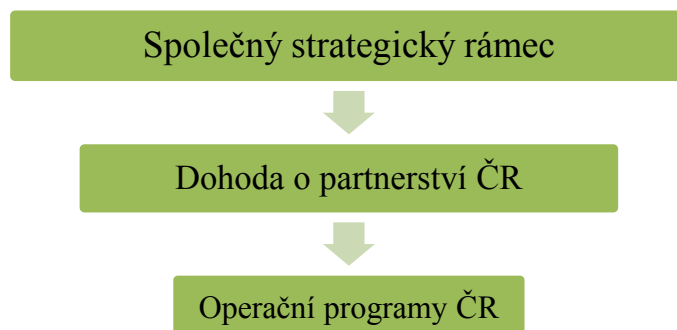 Společný strategický rámec
Dohoda o partnerství ČR
Operační programy ČR